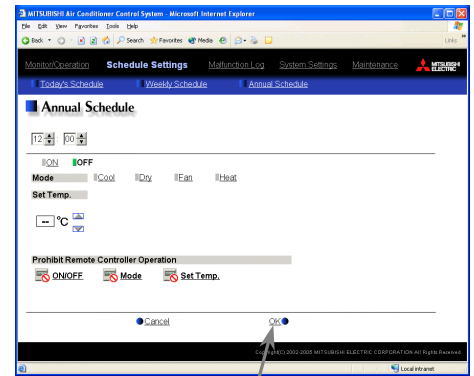 MITSUBISHI Air Conditioner Control System - Microsoft Internet Explorer
File Edit View Favorites Tools Help
Back Search Favorites Media Links »
Monitor/Operation Schedule Settings Malfunction Log System Settings Maintenance MITSUBISHI ELECTRIC
Today's Schedule Weekly Schedule Annual Schedule
Annual Schedule
12 : 00
ON OFF
Mode Cool Dry Fan Heat
Set Temp.
-- °C
Prohibit Remote Controller Operation
ON/OFF Mode Set Temp.
Cancel OK
Copyright(C) 2002-2005 MITSUBISHI ELECTRIC CORPORATION All Rights Reserved
Local intranet